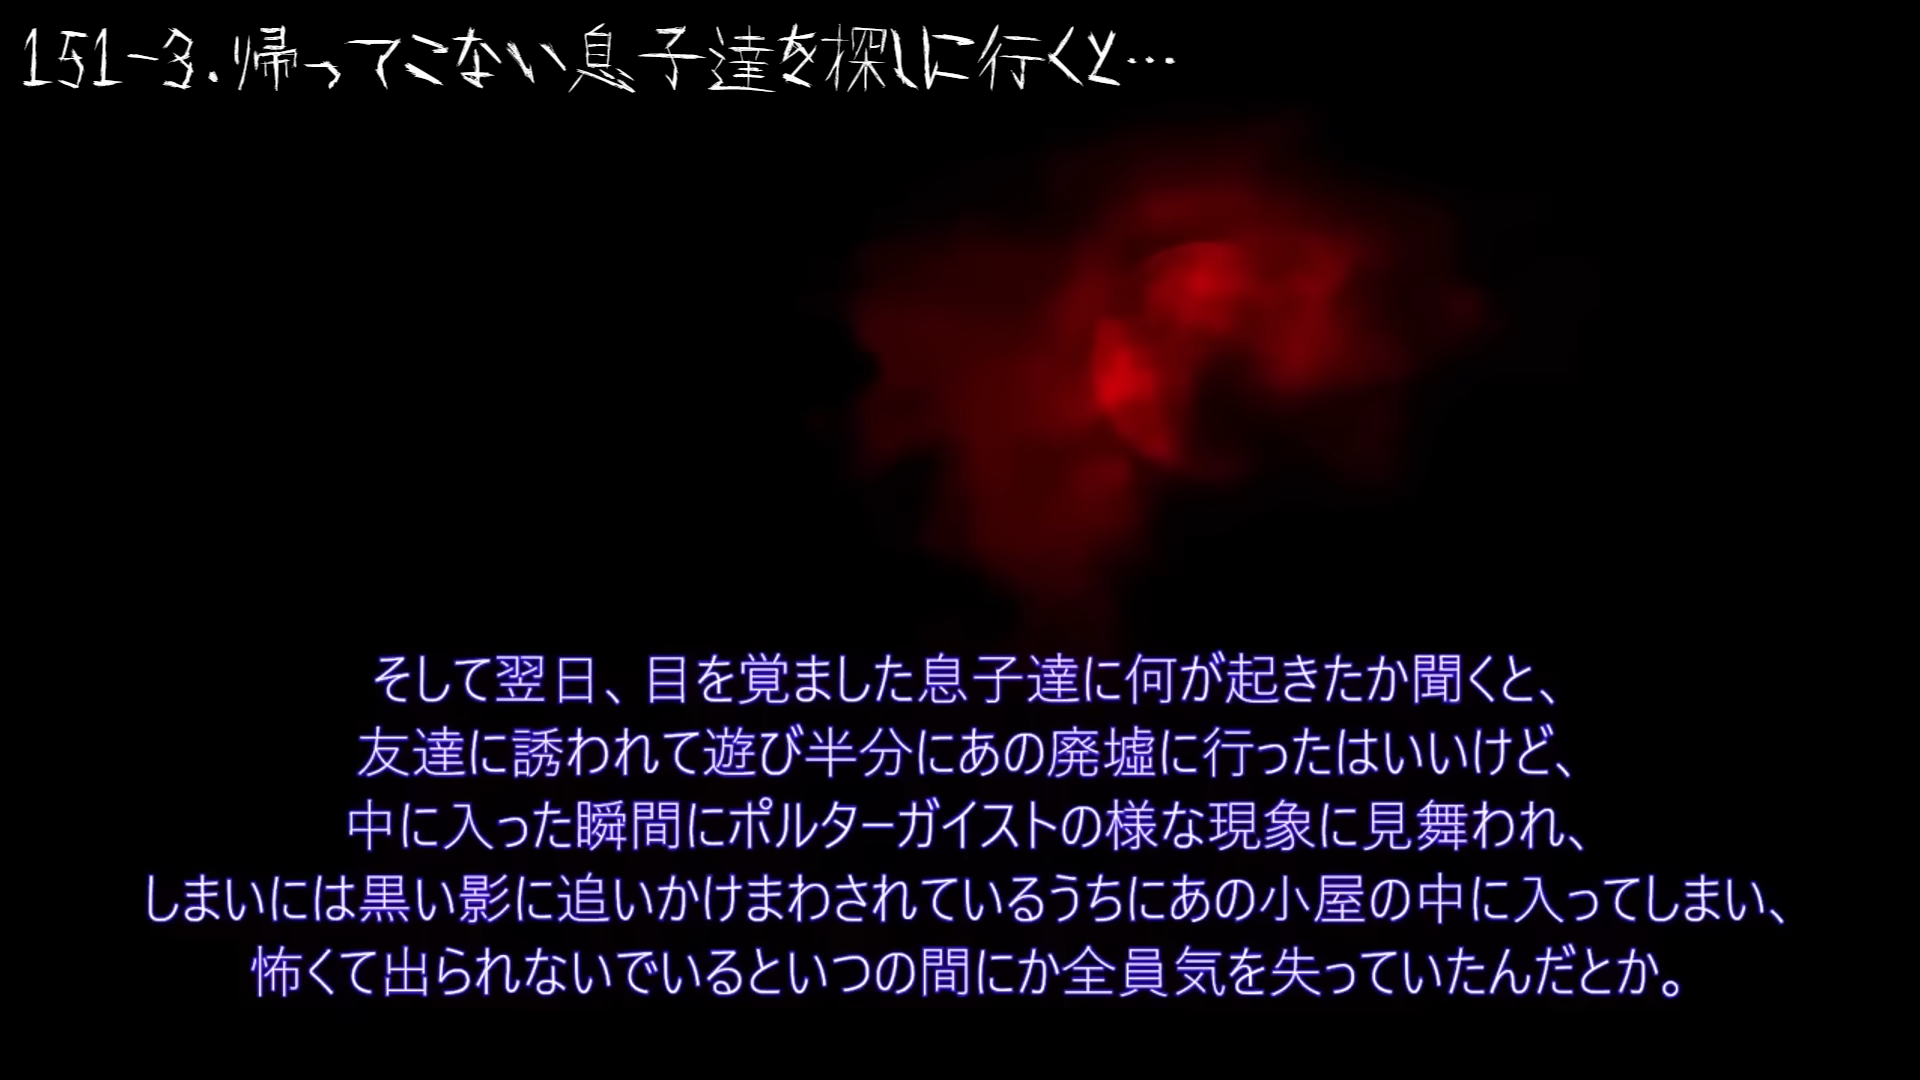 151-3.帰ってこない息子達を探しに行くと…
そして翌日、目を覚ました息子達に何が起きたか聞くと、
友達に誘われて遊び半分にあの廃墟に行ったはいいけど、
中に入った瞬間にポルターガイストの様な現象に見舞われ、
しまいには黒い影に追いかけまわされているうちにあの小屋の中に入ってしまい、
怖くて出られないでいるといつの間にか全員気を失っていたんだとか。